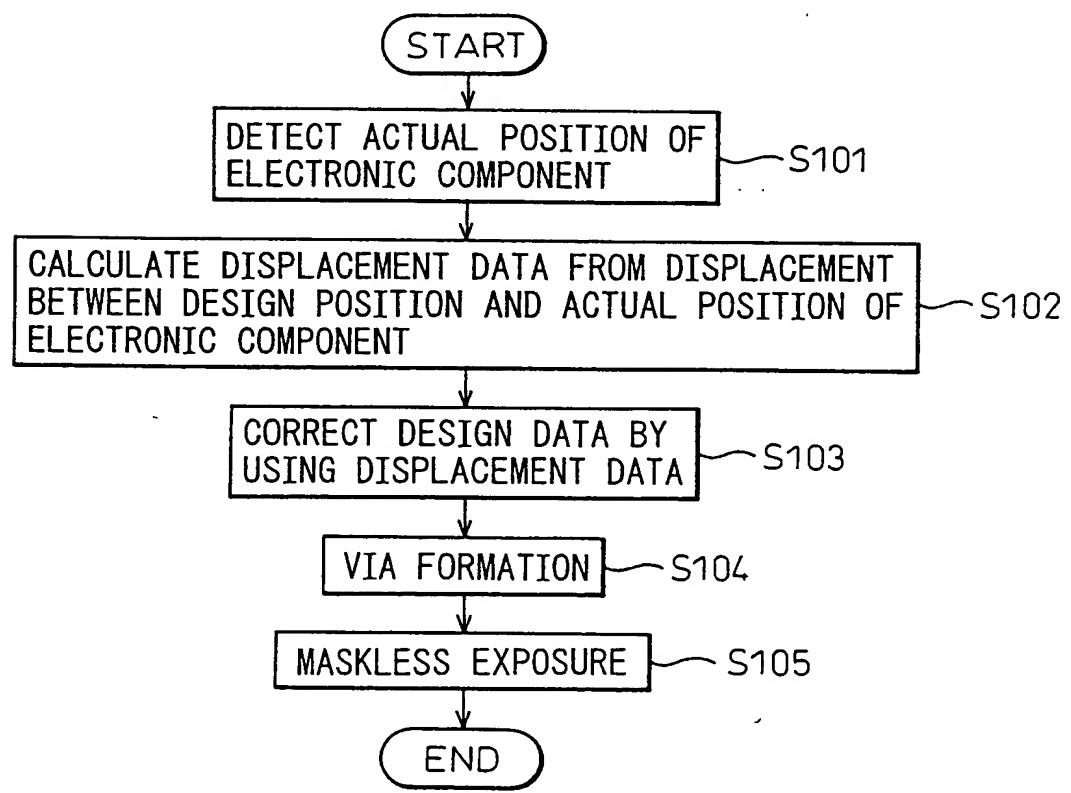 START
DETECT ACTUAL POSITION OF
ELECTRONIC COMPONENT
S101
CALCULATE DISPLACEMENT DATA FROM DISPLACEMENT
BETWEEN DESIGN POSITION AND ACTUAL POSITION OF
ELECTRONIC COMPONENT
S102
CORRECT DESIGN DATA BY
USING DISPLACEMENT DATA
S103
VIA FORMATION
S104
MASKLESS EXPOSURE
S105
END